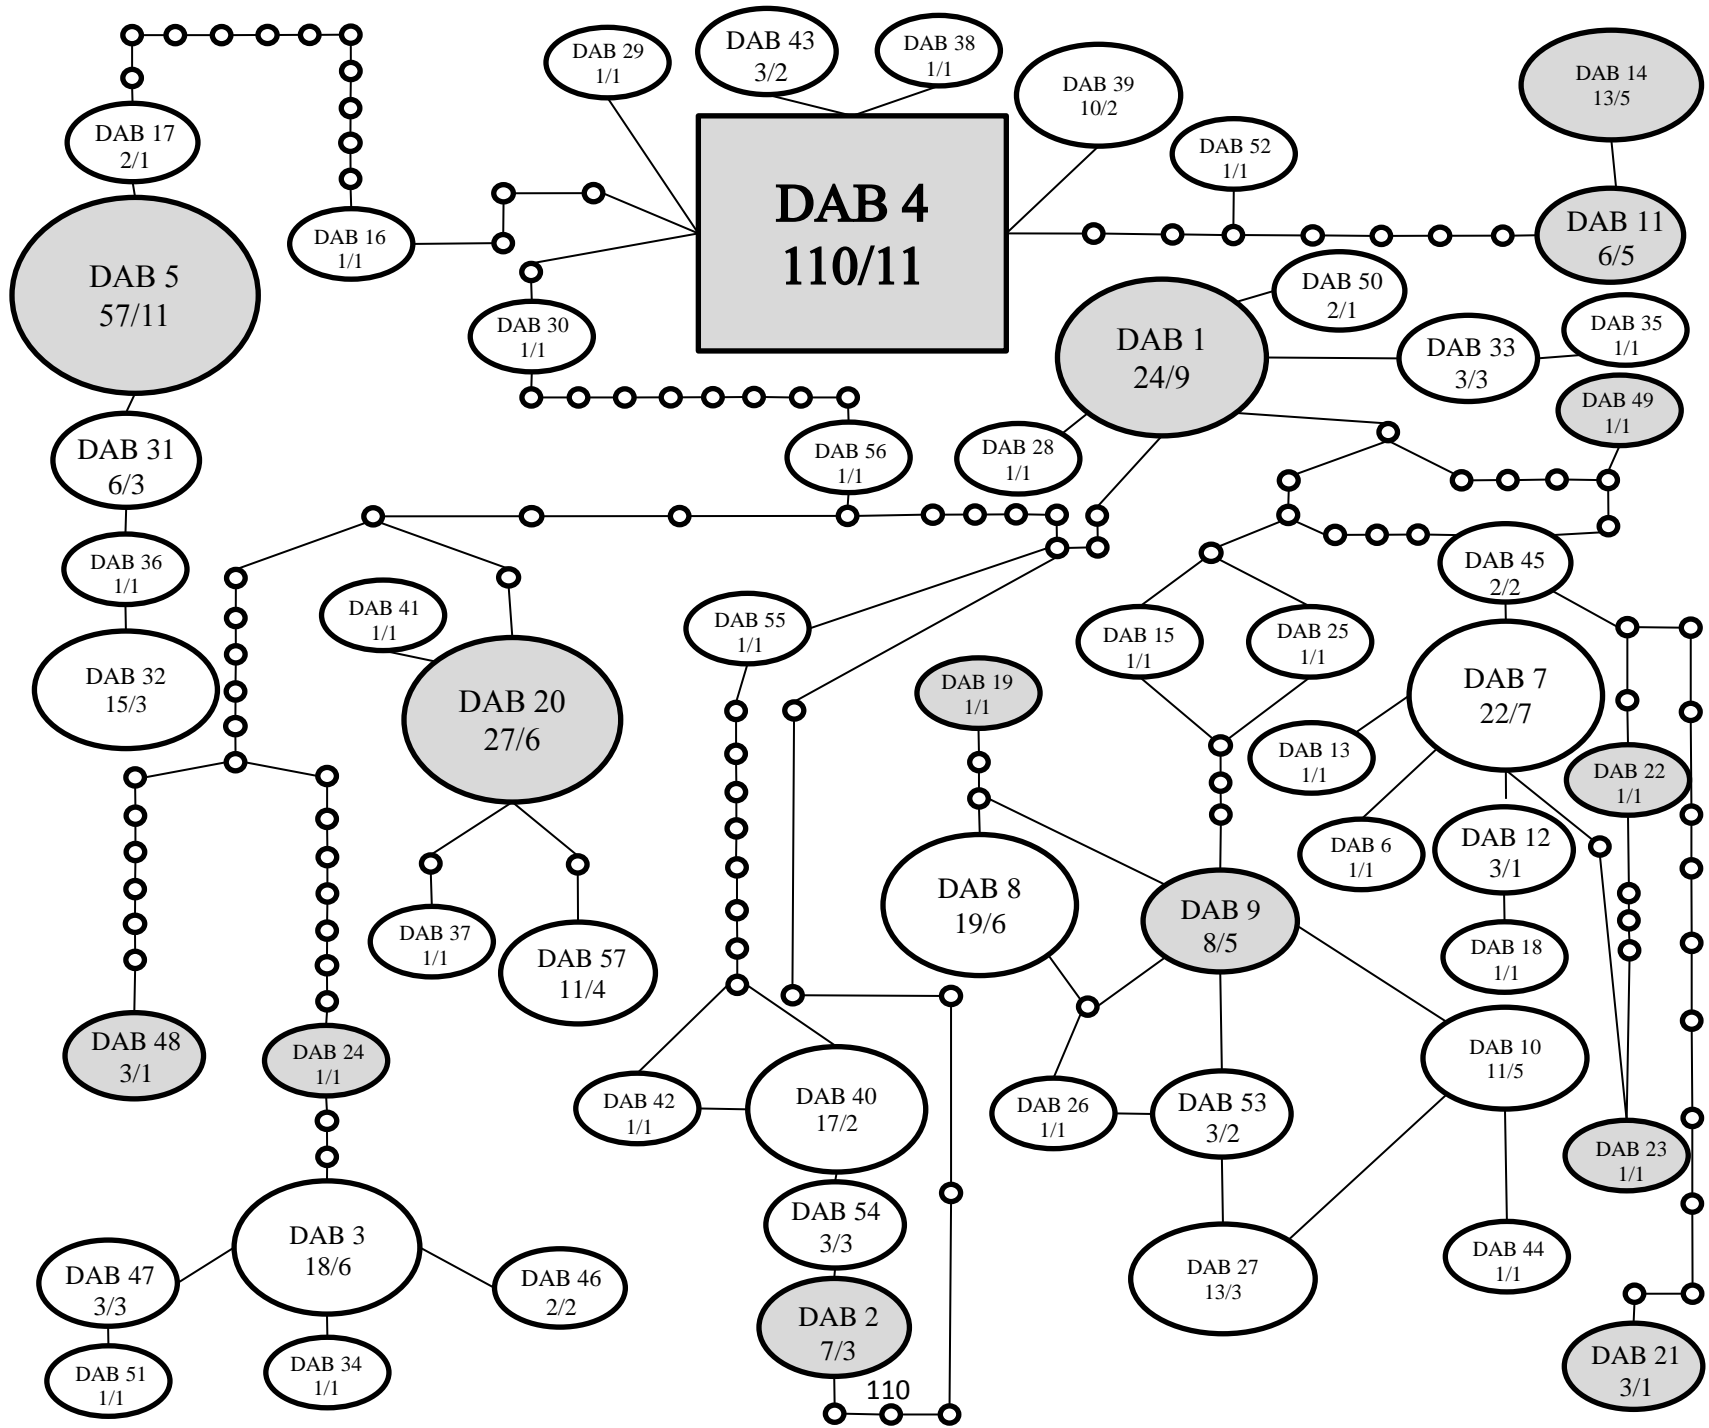 DAB 29
1/1
DAB 43
3/2
DAB 38
1/1
DAB 39
10/2
DAB 14
13/5
DAB 17
2/1
DAB 52
1/1
DAB 4
110/11
DAB 16
1/1
DAB 11
6/5
DAB 5
57/11
DAB 30
1/1
DAB 1
24/9
DAB 50
2/1
DAB 33
3/3
DAB 35
1/1
DAB 49
1/1
DAB 31
6/3
DAB 56
1/1
DAB 28
1/1
DAB 36
1/1
DAB 45
2/2
DAB 41
1/1
DAB 55
1/1
DAB 15
1/1
DAB 25
1/1
DAB 32
15/3
DAB 20
27/6
DAB 19
1/1
DAB 7
22/7
DAB 13
1/1
DAB 22
1/1
DAB 6
1/1
DAB 12
3/1
DAB 8
19/6
DAB 9
8/5
DAB 37
1/1
DAB 57
11/4
DAB 18
1/1
DAB 48
3/1
DAB 24
1/1
DAB 10
11/5
DAB 42
1/1
DAB 40
17/2
DAB 26
1/1
DAB 53
3/2
DAB 23
1/1
DAB 54
3/3
DAB 3
18/6
DAB 47
3/3
DAB 46
2/2
DAB 27
13/3
DAB 44
1/1
DAB 2
7/3
DAB 51
1/1
DAB 34
1/1
DAB 21
3/1
110